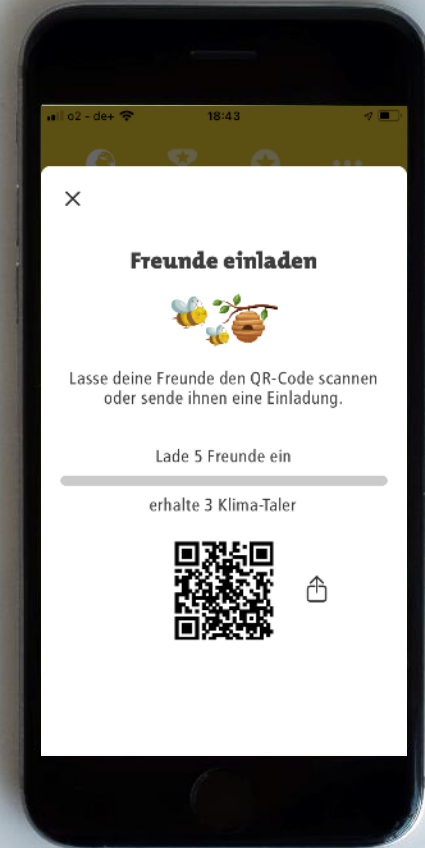 o2 - de+
18:43
Freunde einladen
Lasse deine Freunde den QR-Code scannen
oder sende ihnen eine Einladung.
Lade 5 Freunde ein
erhalte 3 Klima-Taler